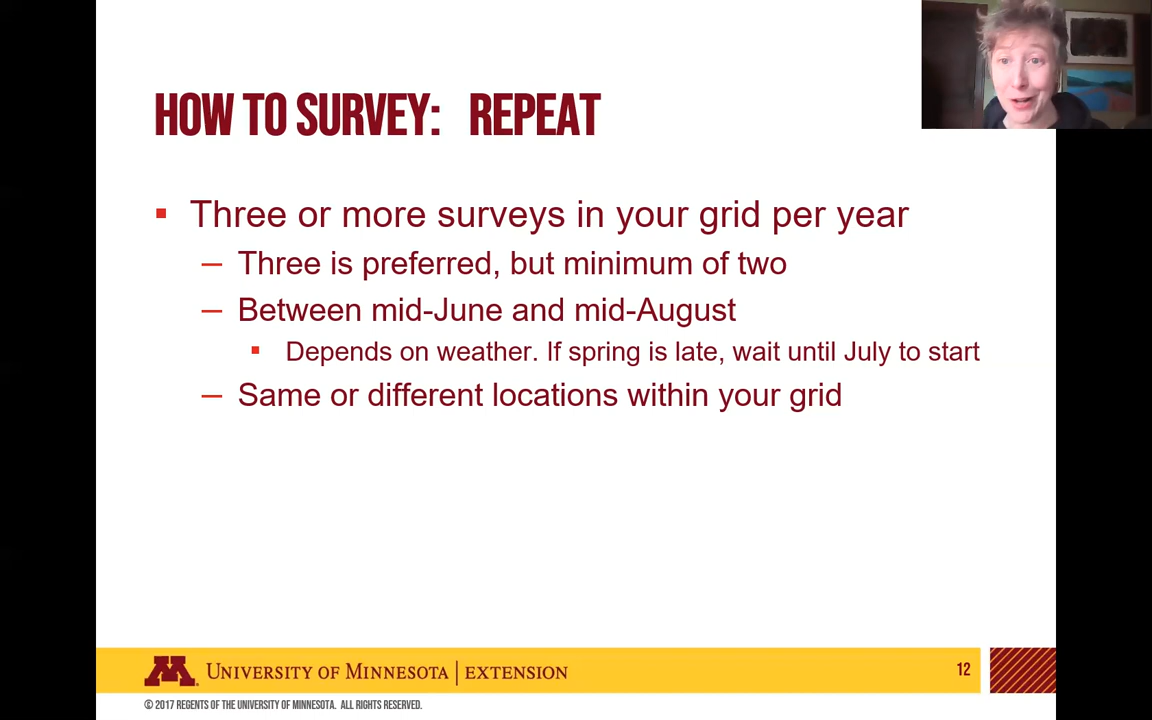 HOW TO SURVEY: REPEAT
▪ Three or more surveys in your grid per year
– Three is preferred, but minimum of two
– Between mid-June and mid-August
▪ Depends on weather. If spring is late, wait until July to start
– Same or different locations within your grid
M UNIVERSITY OF MINNESOTA | EXTENSION
12
© 2017 REGENTS OF THE UNIVERSITY OF MINNESOTA. ALL RIGHTS RESERVED.